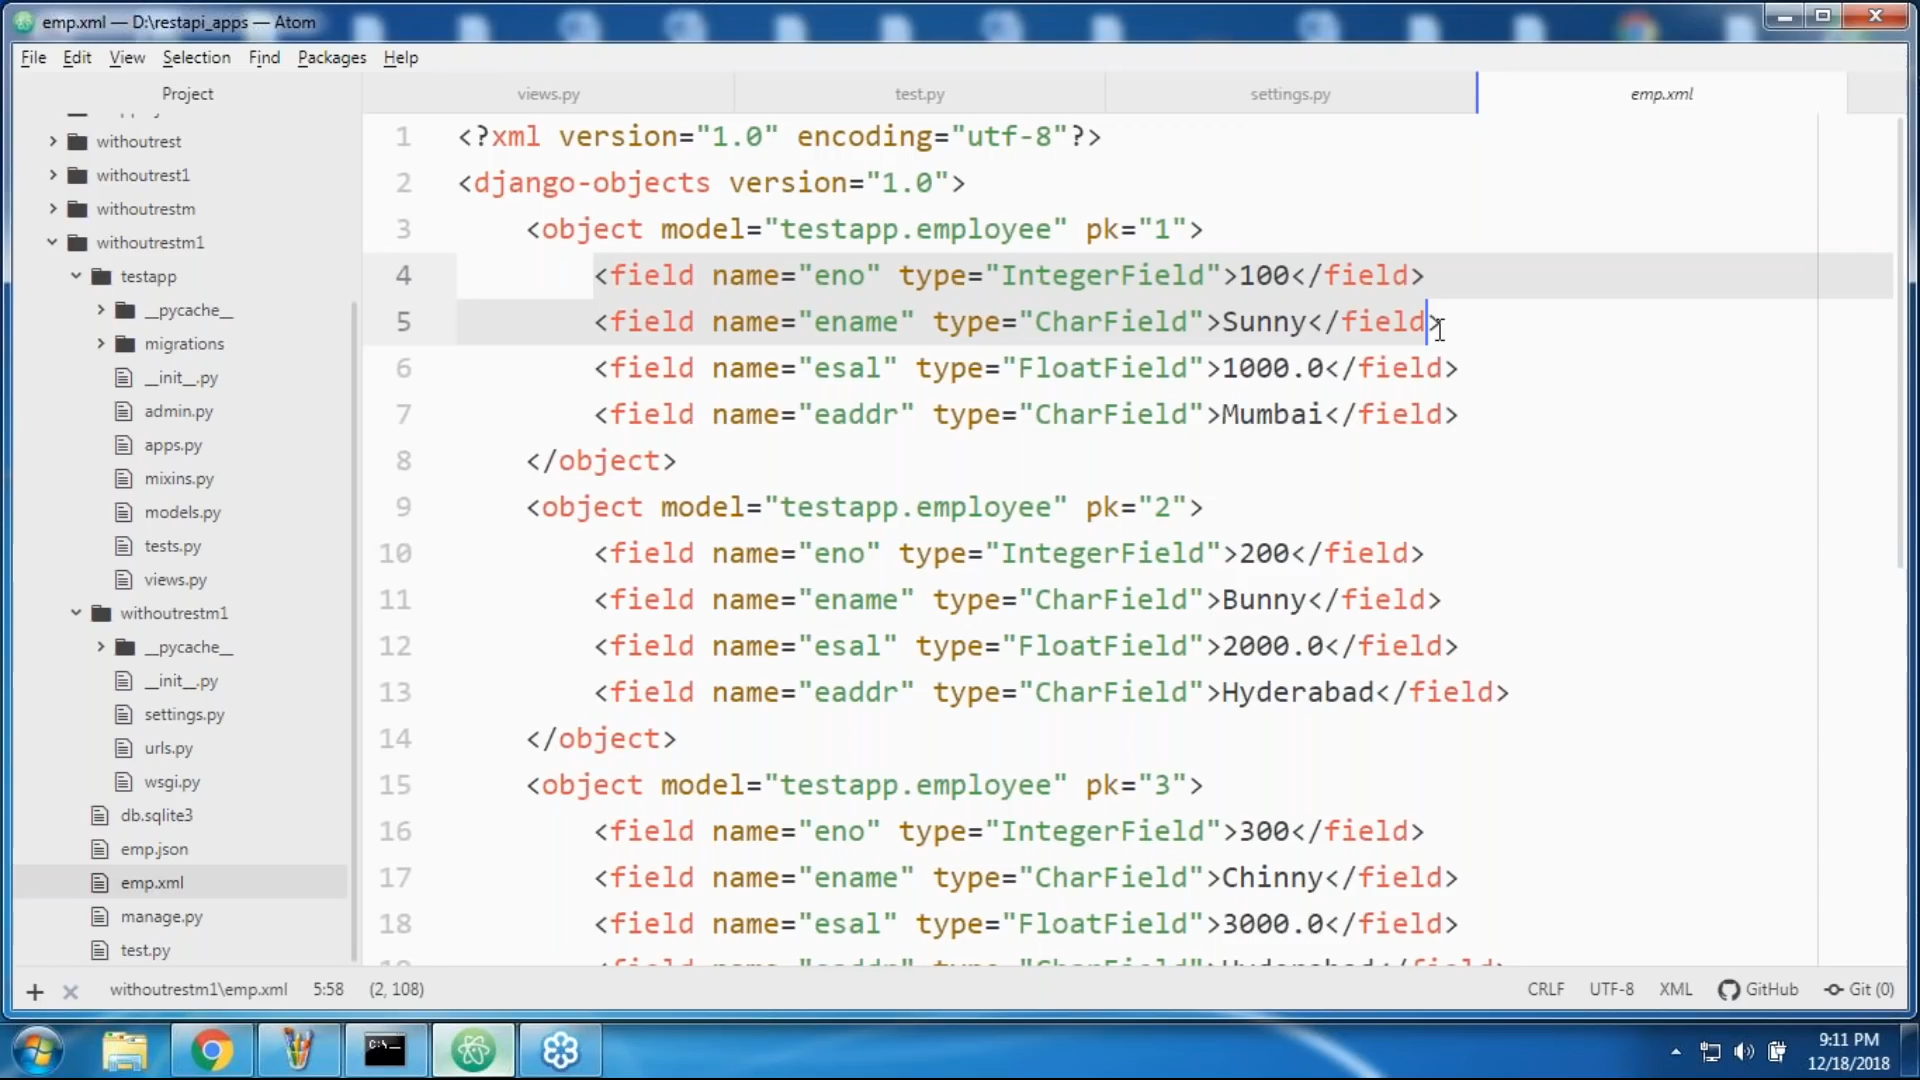 emp.xml — D:\restapi_apps — Atom
File Edit View Selection Find Packages Help
Project
views.py
test.py
settings.py
emp.xml
withoutrest
withoutrest1
withoutrestm
withoutrestm1
testapp
__pycache__
migrations
__init__.py
admin.py
apps.py
mixins.py
models.py
tests.py
views.py
withoutrestm1
__pycache__
__init__.py
settings.py
urls.py
wsgi.py
db.sqlite3
emp.json
emp.xml
manage.py
test.py
1 <?xml version="1.0" encoding="utf-8"?>
2 <django-objects version="1.0">
3 <object model="testapp.employee" pk="1">
4 <field name="eno" type="IntegerField">100</field>
5 <field name="ename" type="CharField">Sunny</field>
6 <field name="esal" type="FloatField">1000.0</field>
7 <field name="eaddr" type="CharField">Mumbai</field>
8 </object>
9 <object model="testapp.employee" pk="2">
10 <field name="eno" type="IntegerField">200</field>
11 <field name="ename" type="CharField">Bunny</field>
12 <field name="esal" type="FloatField">2000.0</field>
13 <field name="eaddr" type="CharField">Hyderabad</field>
14 </object>
15 <object model="testapp.employee" pk="3">
16 <field name="eno" type="IntegerField">300</field>
17 <field name="ename" type="CharField">Chinny</field>
18 <field name="esal" type="FloatField">3000.0</field>
withoutrestm1\emp.xml 5:58 (2, 108)
CRLF UTF-8 XML GitHub Git (0)
C:\_
9:11 PM
12/18/2018